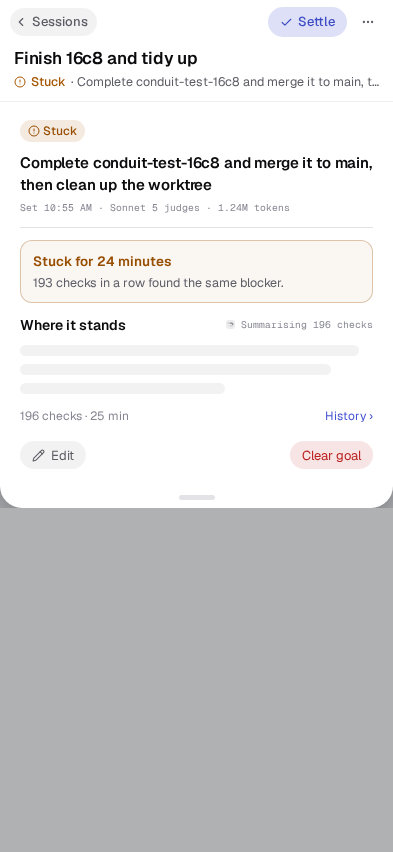 Sessions
Settle
Finish 16c8 and tidy up
Stuck · Complete conduit-test-16c8 and merge it to main, t...
Stuck
Complete conduit-test-16c8 and merge it to main,
then clean up the worktree
Set 10:55 AM · Sonnet 5 judges · 1.24M tokens
Stuck for 24 minutes
193 checks in a row found the same blocker.
Where it stands
Summarising 196 checks
196 checks · 25 min
History ›
Edit
Clear goal